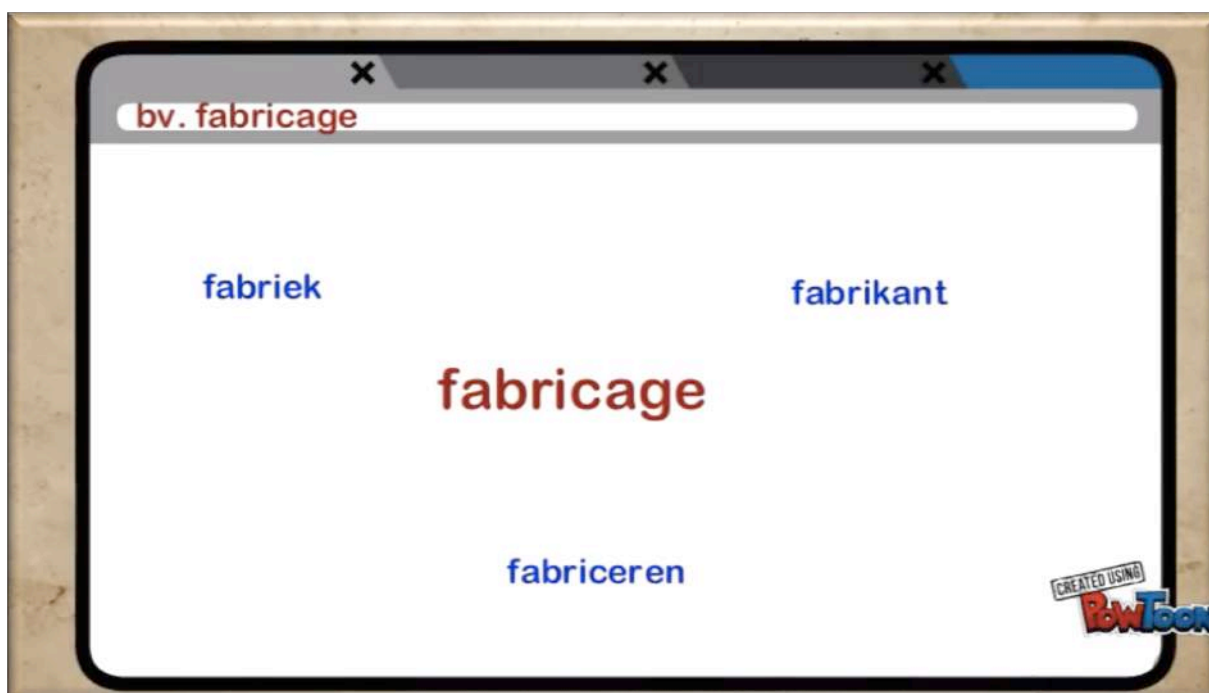 bv. fabricage
fabriek
fabrikant
fabricage
fabriceren
CREATED USING
POWTOON